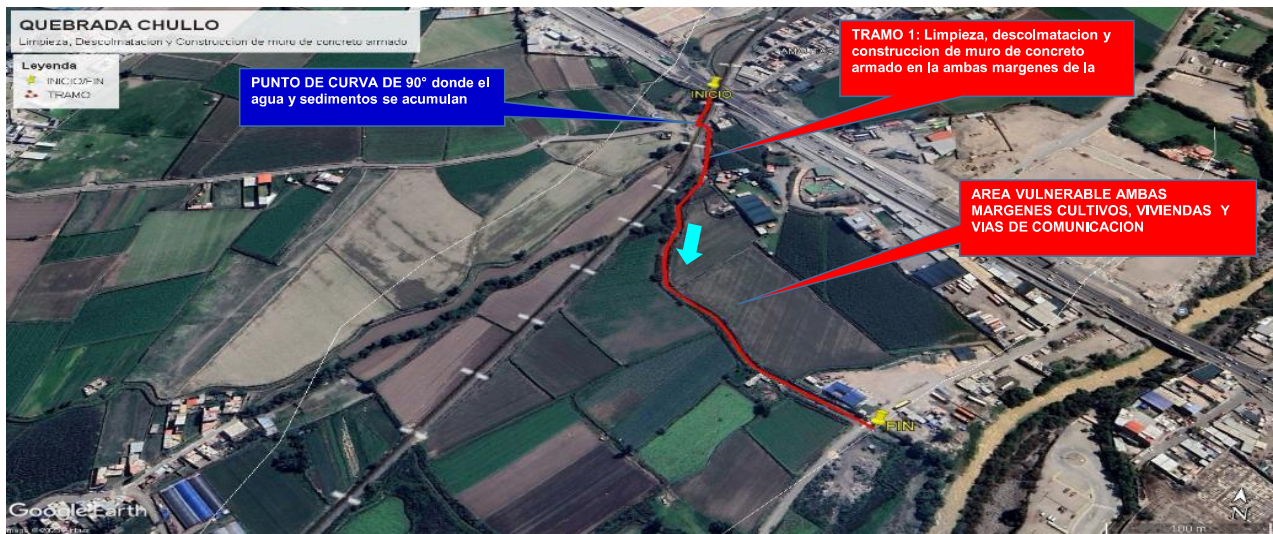 QUEBRADA CHULLO
Limpieza, Descolmatacion y Construccion de muro de concreto armado
Leyenda
INICIO/FIN
TRAMO
PUNTO DE CURVA DE 90° donde el
agua y sedimentos se acumulan
TRAMO 1: Limpieza, descolmatacion y
construccion de muro de concreto
armado en la ambas margenes de la
INICIO
AREA VULNERABLE AMBAS
MARGENES CULTIVOS, VIVIENDAS Y
VIAS DE COMUNICACION
FIN
Google Earth
N
100 m